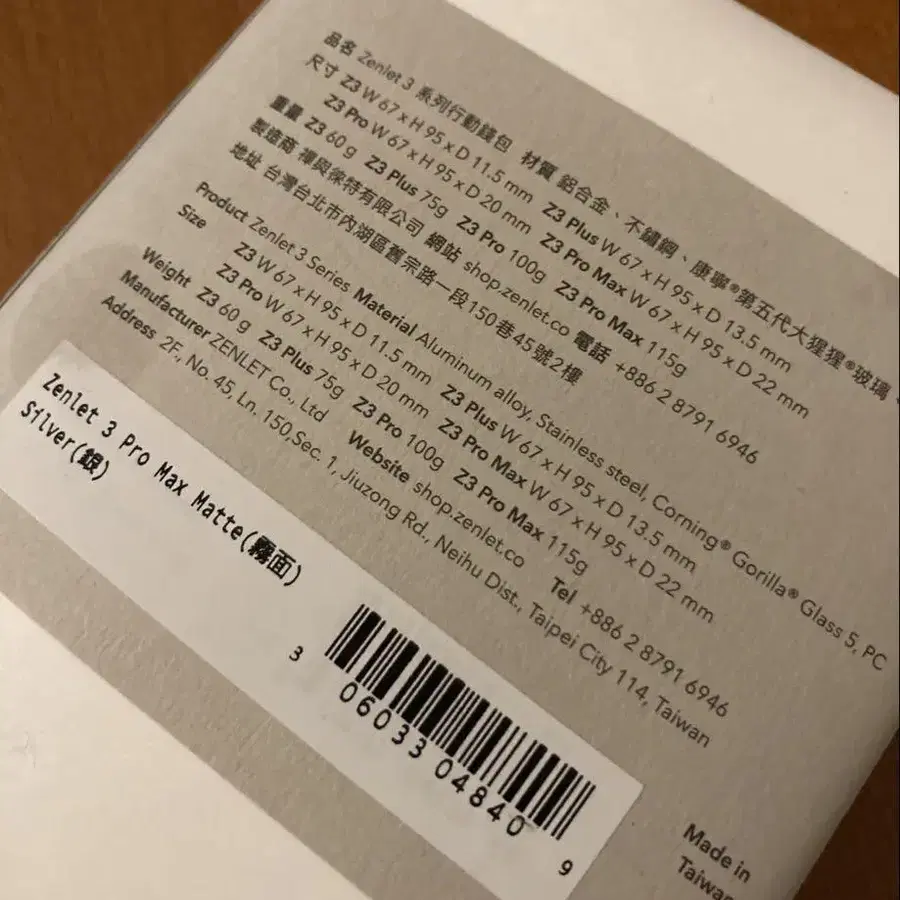 品名 Zenlet 3 系列行動錢包 材質 鋁合金、不鏽鋼、康寧®第五代大猩猩®玻璃、
尺寸 Z3 W 67 x H 95 x D 11.5 mm Z3 Plus W 67 x H 95 x D 13.5 mm
Z3 Pro W 67 x H 95 x D 20 mm Z3 Pro Max W 67 x H 95 x D 22 mm
重量 Z3 60 g Z3 Plus 75g Z3 Pro 100g Z3 Pro Max 115g
製造商 禪與徠特有限公司 網站 shop.zenlet.co 電話 +886 2 8791 6946
地址 台灣台北市內湖區舊宗路一段150巷45號2樓
Product Zenlet 3 Series Material Aluminum alloy, Stainless steel, Corning® Gorilla® Glass 5, PC
Size Z3 W 67 x H 95 x D 11.5 mm Z3 Plus W 67 x H 95 x D 13.5 mm
Z3 Pro W 67 x H 95 x D 20 mm Z3 Pro Max W 67 x H 95 x D 22 mm
Weight Z3 60 g Z3 Plus 75g Z3 Pro 100g Z3 Pro Max 115g
Manufacturer ZENLET Co., Ltd Website shop.zenlet.co Tel +886 2 8791 6946
Address 2F., No. 45, Ln. 150,Sec. 1, Jiuzong Rd., Neihu Dist., Taipei City 114, Taiwan
Zenlet 3 Pro Max Matte(霧面)
Silver(銀)
3 06033 04840 9
Made in
Taiwan